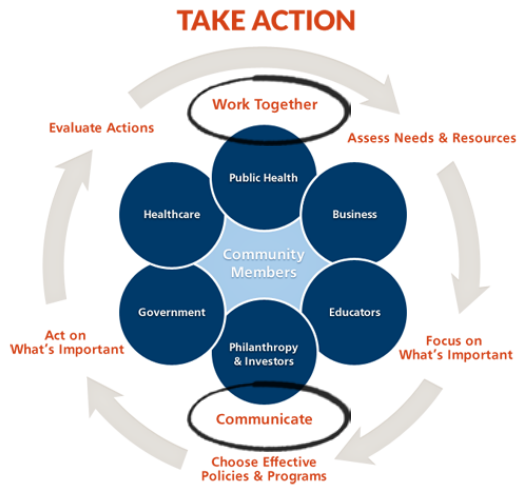 TAKE ACTION
Work Together
Evaluate Actions
Assess Needs & Resources
Public Health
Healthcare
Business
Community
Members
Government
Educators
Philanthropy
& Investors
Act on
What's Important
Focus on
What's Important
Communicate
Choose Effective
Policies & Programs